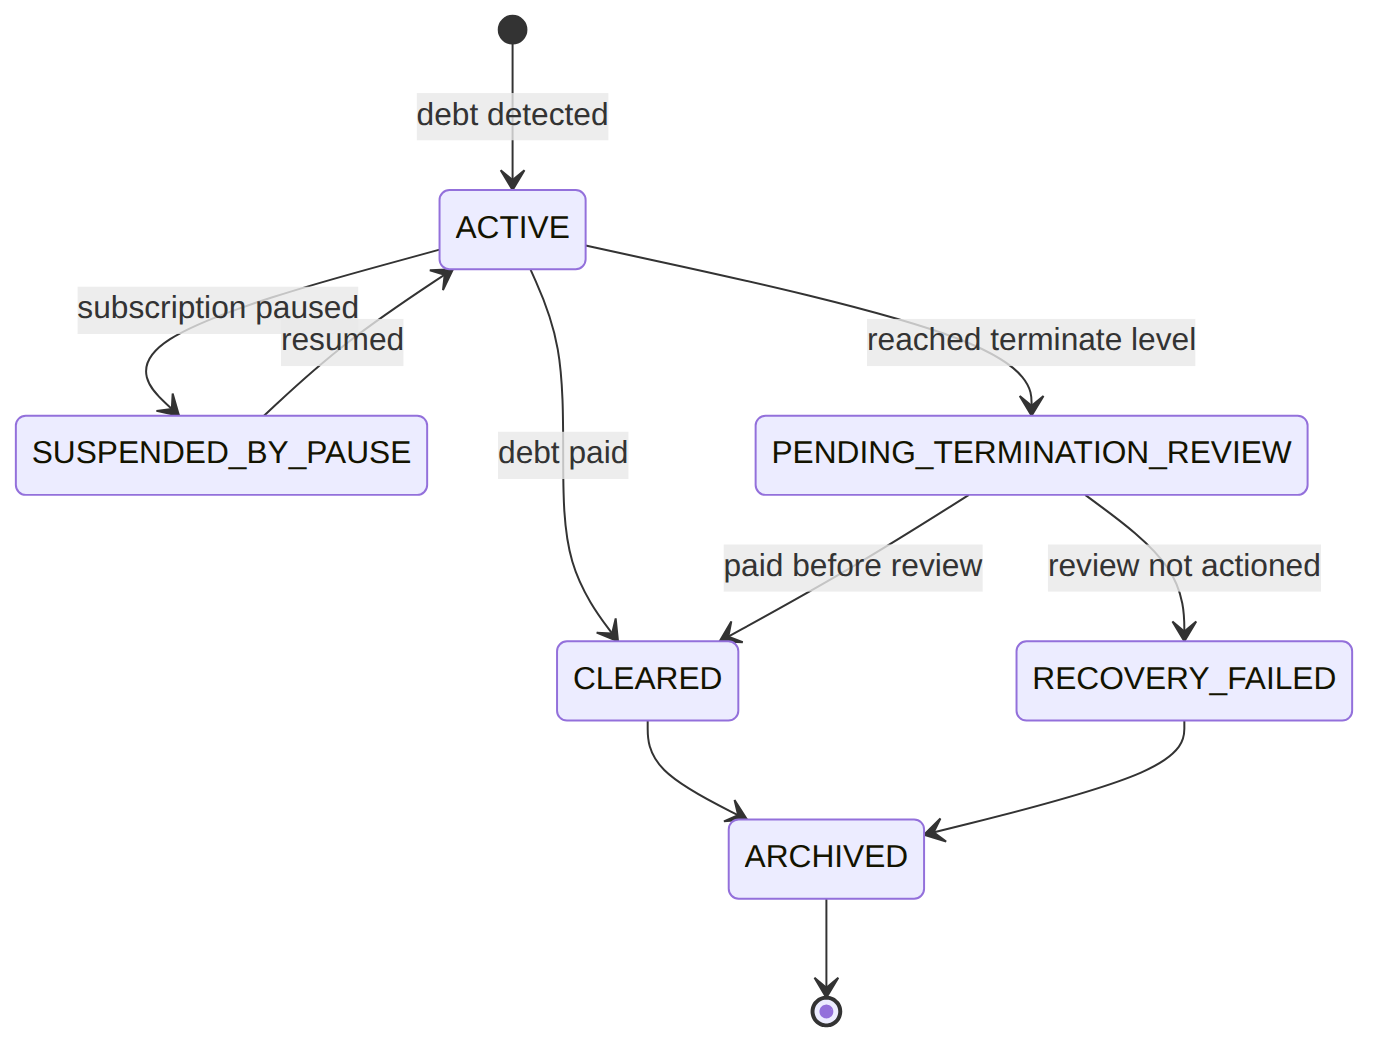 debt detected
ACTIVE
subscription paused
resumed
reached terminate level
SUSPENDED_BY_PAUSE
debt paid
PENDING_TERMINATION_REVIEW
paid before review
review not actioned
CLEARED
RECOVERY_FAILED
ARCHIVED